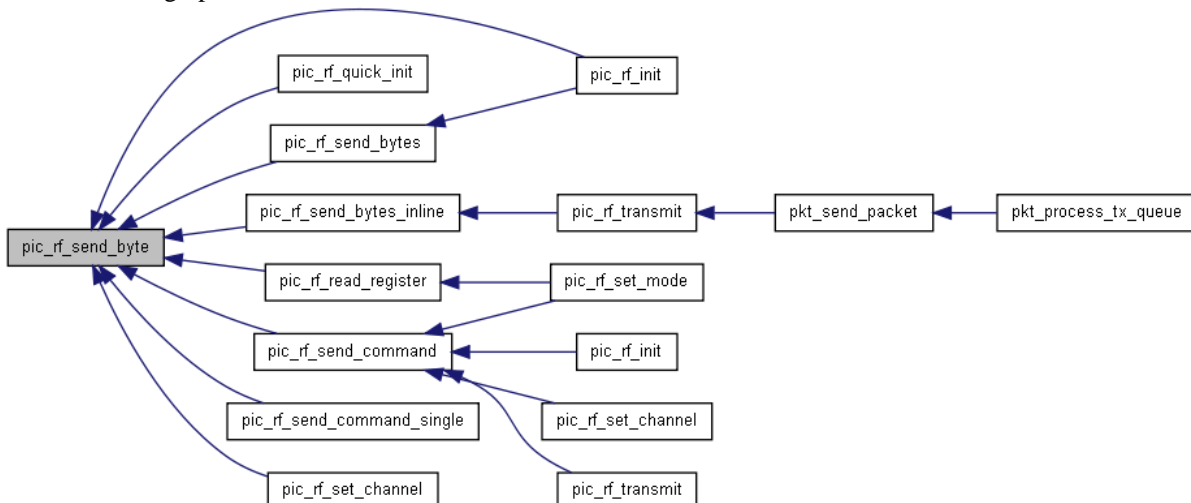 pic_rf_quick_init
pic_rf_init
pic_rf_send_bytes
pic_rf_send_bytes_inline
pic_rf_transmit
pkt_send_packet
pkt_process_tx_queue
pic_rf_send_byte
pic_rf_read_register
pic_rf_set_mode
pic_rf_send_command
pic_rf_init
pic_rf_send_command_single
pic_rf_set_channel
pic_rf_set_channel
pic_rf_transmit